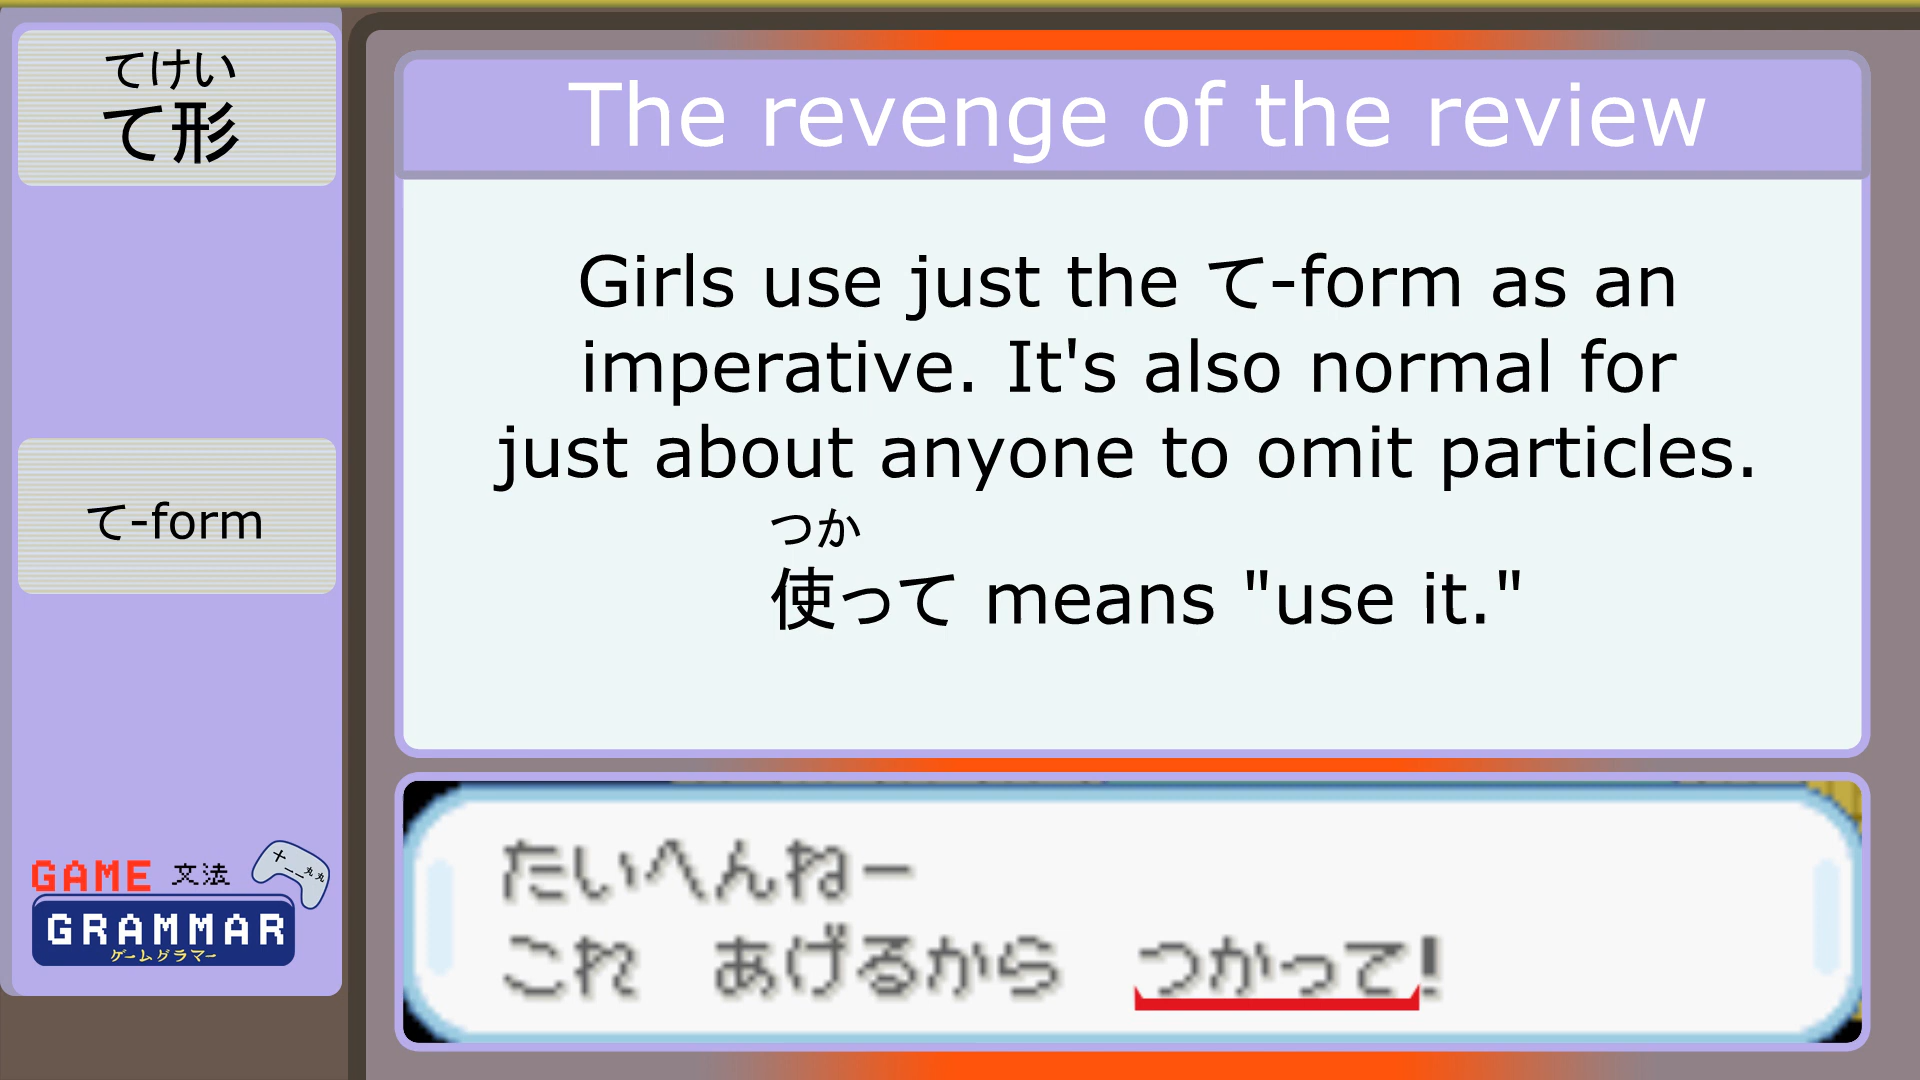 てけい
て形
て-form
GAME 文法
GRAMMAR
ゲームグラマー
The revenge of the review
Girls use just the て-form as an
imperative. It's also normal for
just about anyone to omit particles.
つか
使って means "use it."
たいへんねー
これ あげるから つかって!